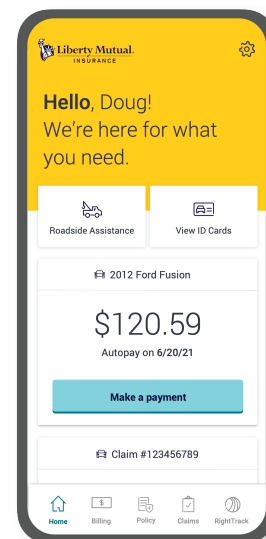 Liberty Mutual.
INSURANCE
Hello, Doug!
We're here for what
you need.
Roadside Assistance
View ID Cards
2012 Ford Fusion
$120.59
Autopay on 6/20/21
Make a payment
Claim #123456789
Home
Billing
Policy
Claims
RightTrack